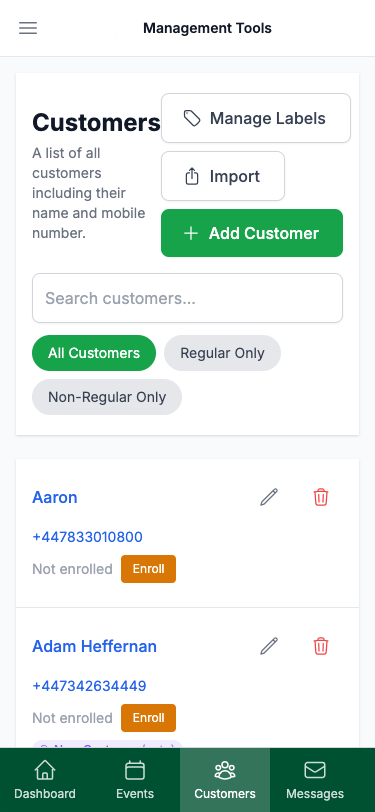 Management Tools
Customers
A list of all
customers
including their
name and mobile
number.
Manage Labels
Import
Add Customer
Search customers...
All Customers
Regular Only
Non-Regular Only
Aaron
+447833010800
Not enrolled
Enroll
Adam Heffernan
+447342634449
Not enrolled
Enroll
Dashboard
Events
Customers
Messages